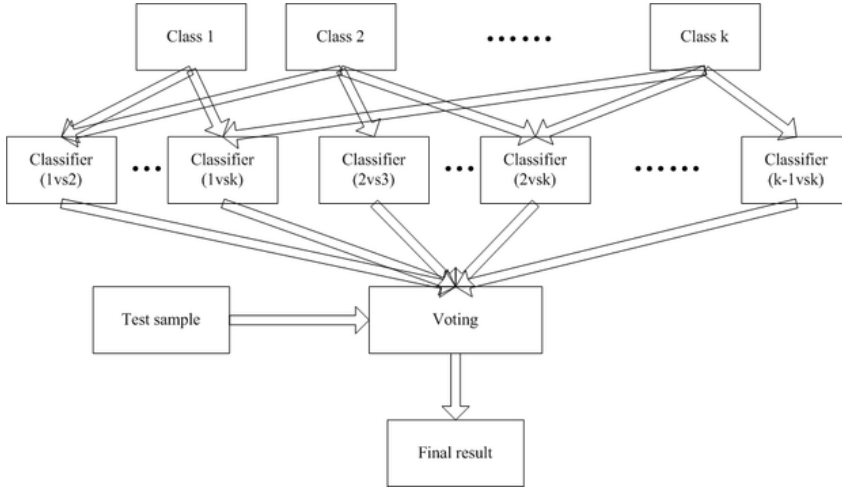 Class 1
Class 2
......
Class k
Classifier
(1vs2)
...
Classifier
(1vsk)
Classifier
(2vs3)
...
Classifier
(2vsk)
......
Classifier
(k-1vsk)
Test sample
Voting
Final result